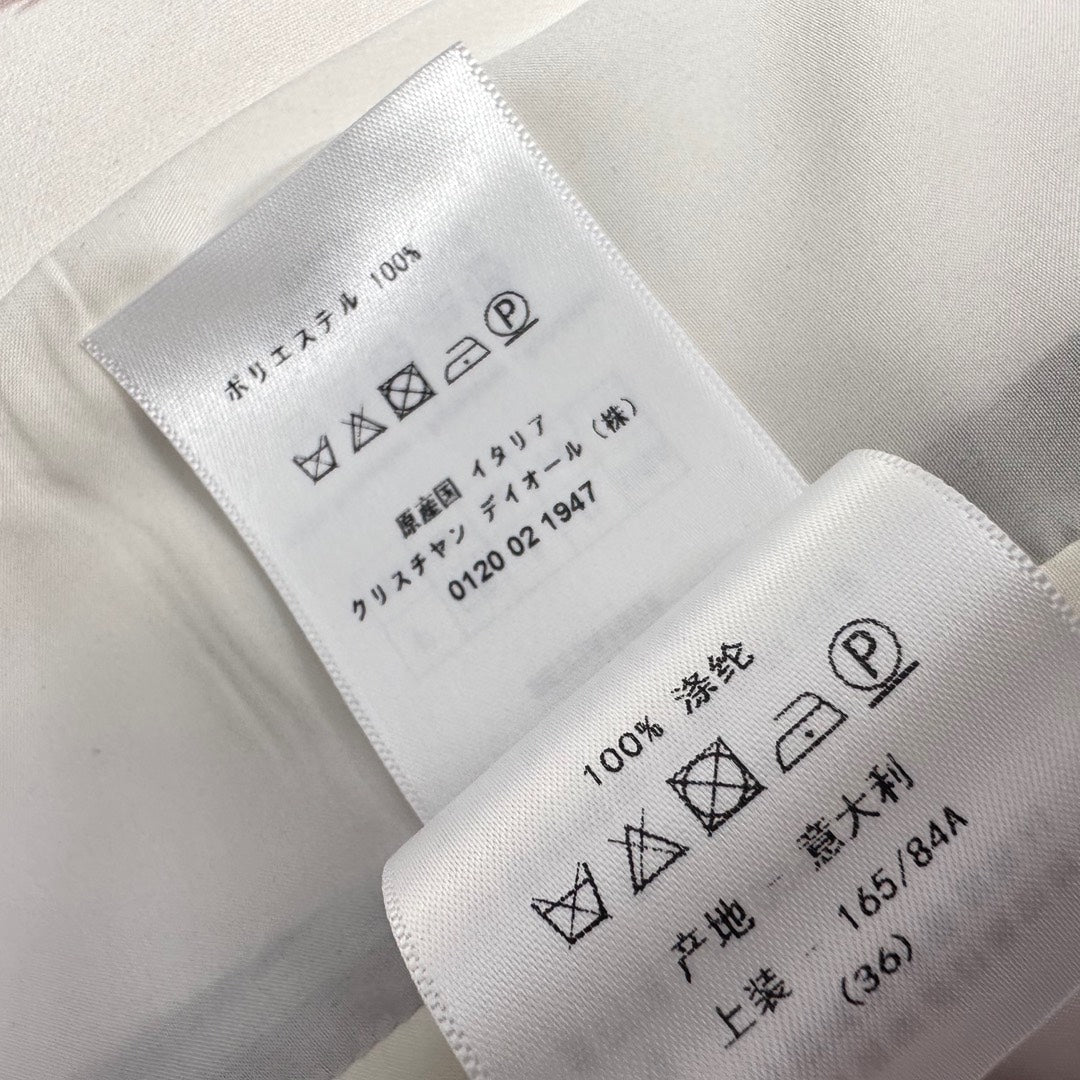 ポリエステル 100%
P
原産国 イタリア
クリスチャン デイオール (株)
0120 02 1947
100% 涤纶
P
产地 意大利
上装 165/84A
(36)